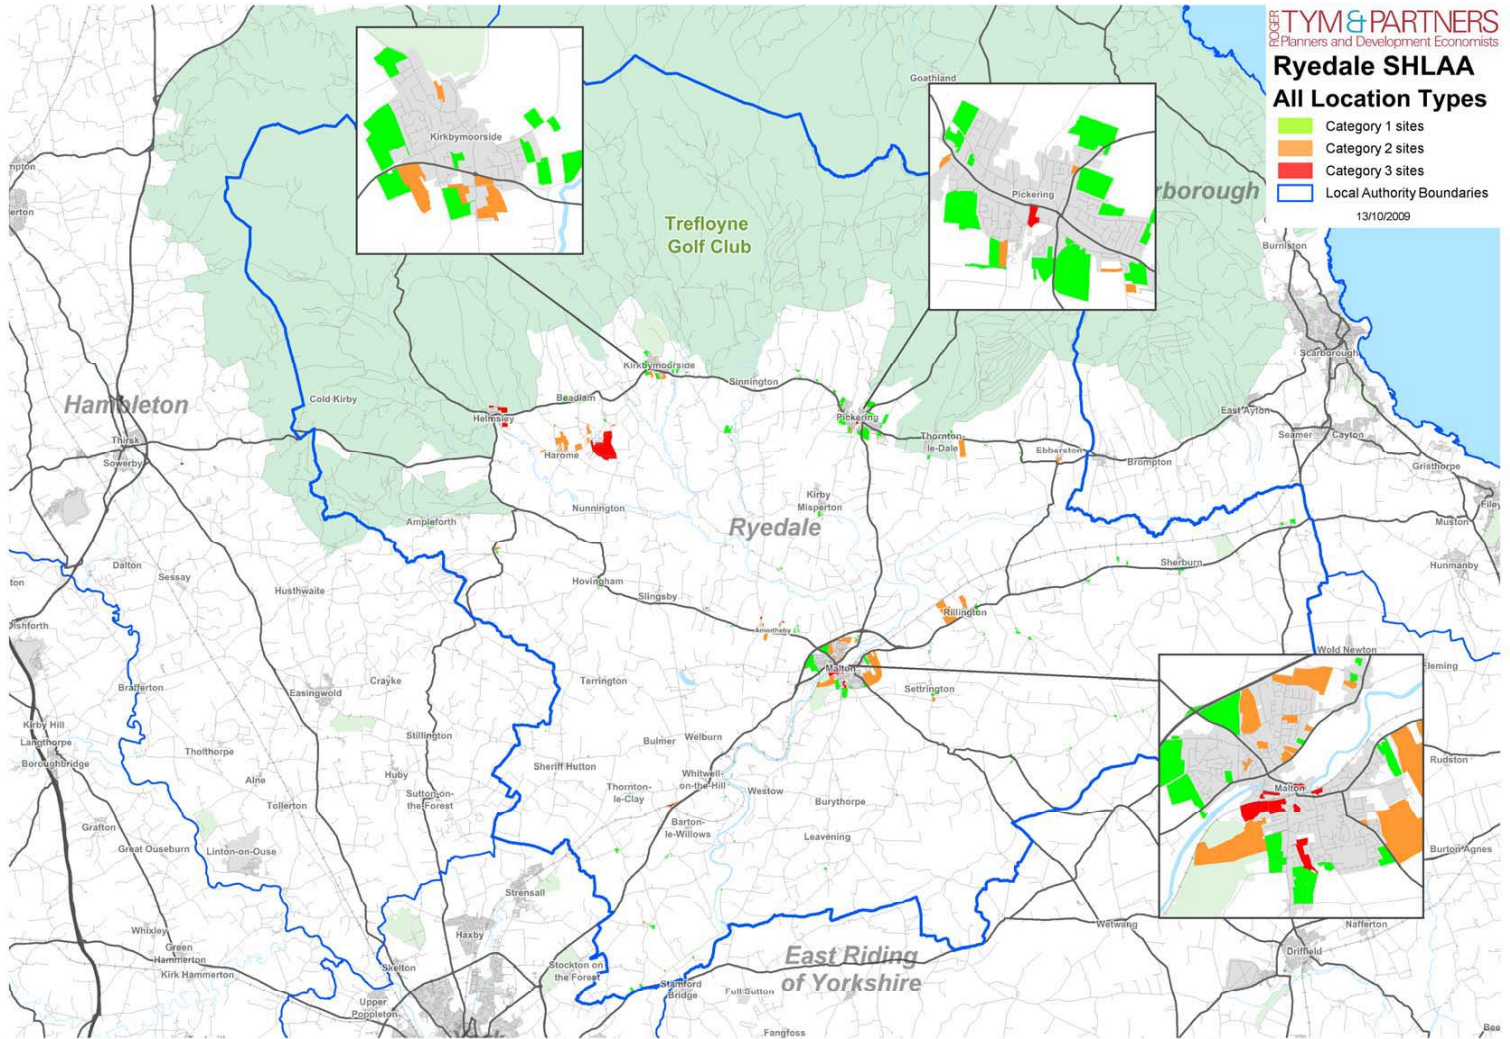 ROGER
TYM & PARTNERS
Planners and Development Economists
Ryedale SHLAA
All Location Types
Category 1 sites
Category 2 sites
Category 3 sites
Local Authority Boundaries
13/10/2009
Goathland
Kirkbymoorside
Pickering
rborough
Trefloyne
Golf Club
Burniston
Scarborough
Kirkbymoorside
Sinnington
Hambleton
Cold Kirby
Beadlam
Helmsley
Pickering
East Ayton
Thirsk
Sowerby
Harome
Thornton-
le-Dale
Ebberston
Brompton
Seamer
Cayton
Gristhorpe
Kirby
Misperton
Nunnington
Ampleforth
Ryedale
Filey
Muston
Dalton
Sessay
Husthwaite
Hovingham
Slingsby
Sherburn
Hunmanby
Dishforth
Amotherby
Rillington
Wold Newton
Fleming
Malton
Brafferton
Easingwold
Crayke
Terrington
Settrington
Kirby Hill
Langthorpe
Boroughbridge
Tholthorpe
Stillington
Bulmer
Welburn
Rudston
Alne
Huby
Sheriff Hutton
Whitwell-
on-the-Hill
Malton
Tollerton
Sutton-on-
the-Forest
Thornton-
le-Clay
Westow
Burythorpe
Grafton
Great Ouseburn
Linton-on-Ouse
Barton-
le-Willows
Leavening
Burton Agnes
Strensall
Whixley
Green
Hammerton
Kirk Hammerton
Haxby
Skelton
Stockton on
the Forest
East Riding
of Yorkshire
Wetwang
Nafferton
Driffield
Upper
Poppleton
Stamford
Bridge
Full Sutton
Fangfoss